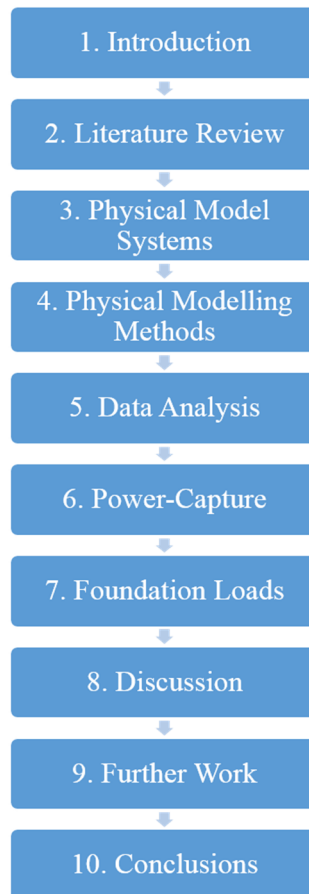 1. Introduction
2. Literature Review
3. Physical Model
Systems
4. Physical Modelling
Methods
5. Data Analysis
6. Power-Capture
7. Foundation Loads
8. Discussion
9. Further Work
10. Conclusions